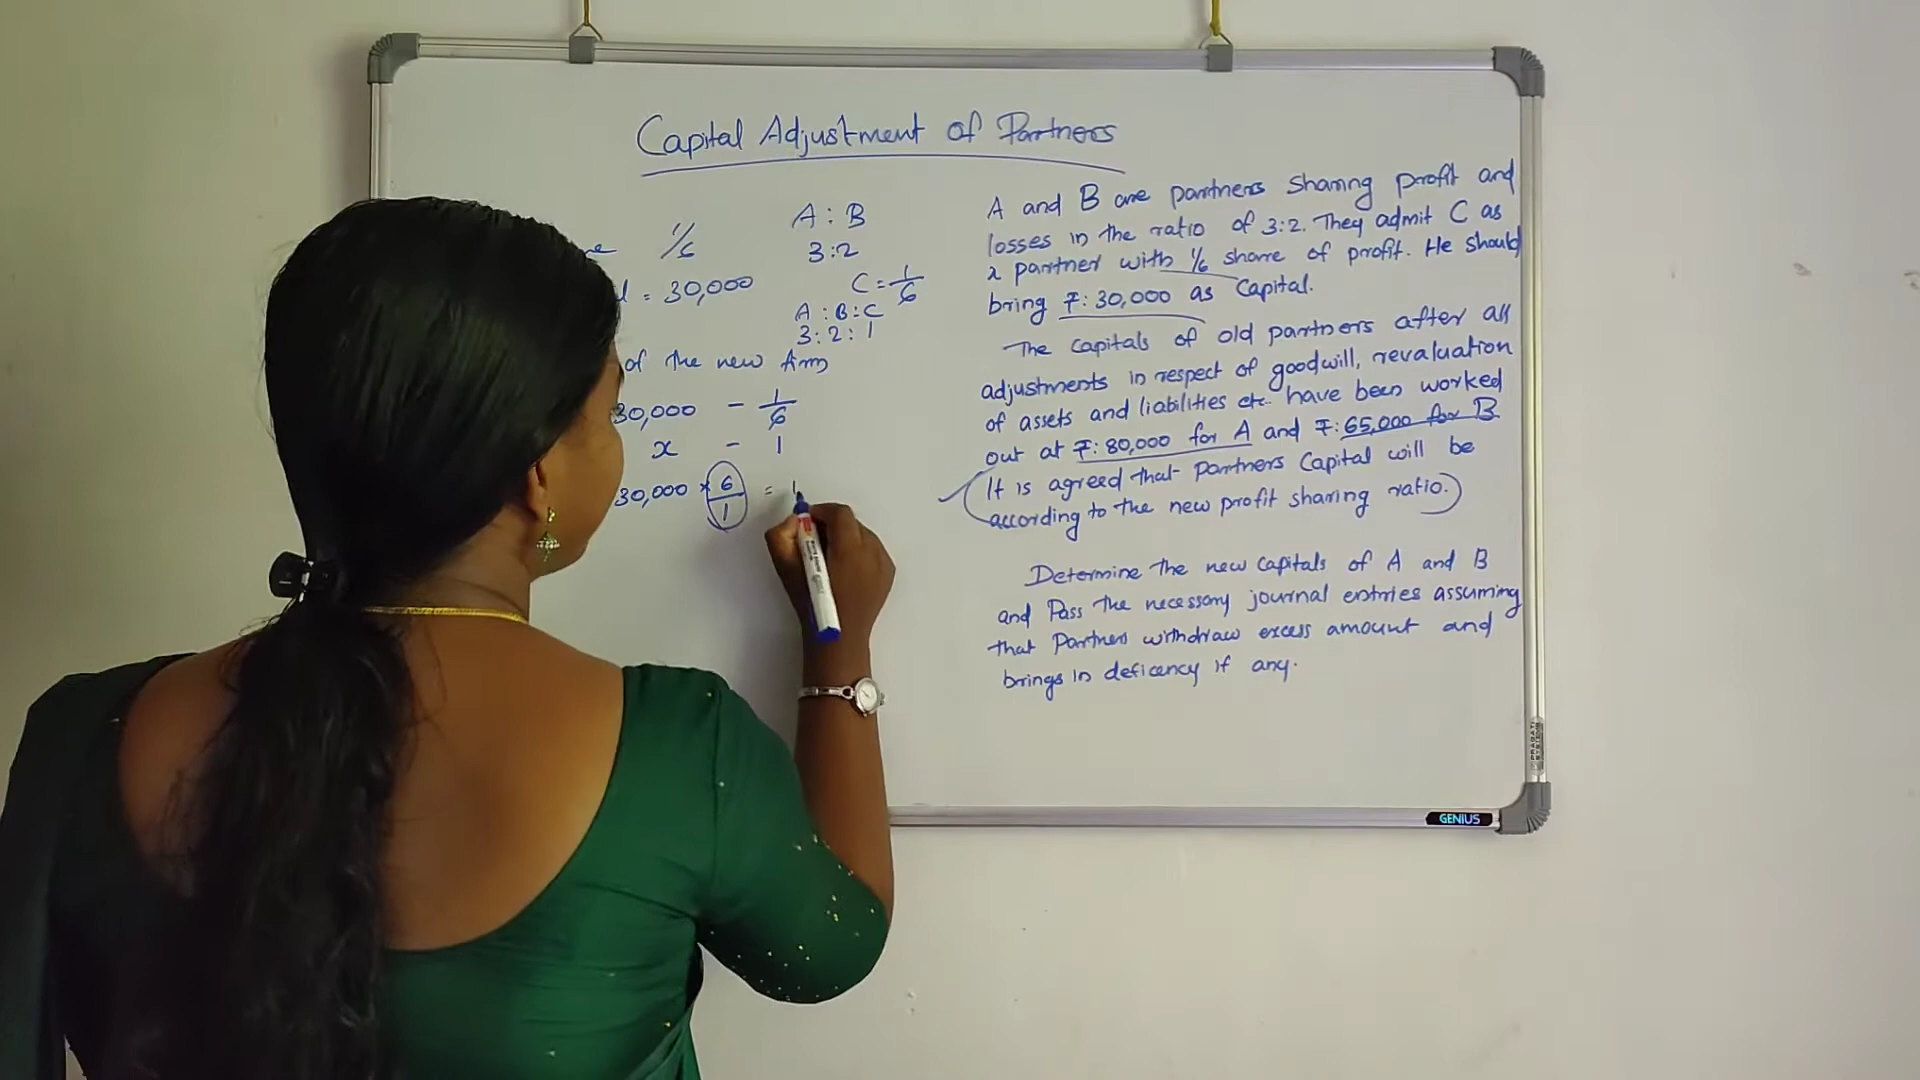 Capital Adjustment of Partners
1/6
A : B
3:2
= 30,000
C = 1/6
A : B : C
3 : 2 : 1
of the new firm
30,000 - 1/6
x - 1
30,000 × 6/1 = 1
A and B are partners sharing profit and
losses in the ratio of 3:2. They admit C as
a partner with 1/6 share of profit. He should
bring ₹: 30,000 as Capital.
The capitals of old partners after all
adjustments in respect of goodwill, revaluation
of assets and liabilities etc.. have been worked
out at ₹: 80,000 for A and ₹: 65,000 for B
It is agreed that partners Capital will be
according to the new profit sharing ratio.
Determine the new capitals of A and B
and Pass the necessary journal entries assuming
that Partners withdraw excess amount and
brings in deficency if any.
PRAGATI SYSTEMS
GENIUS